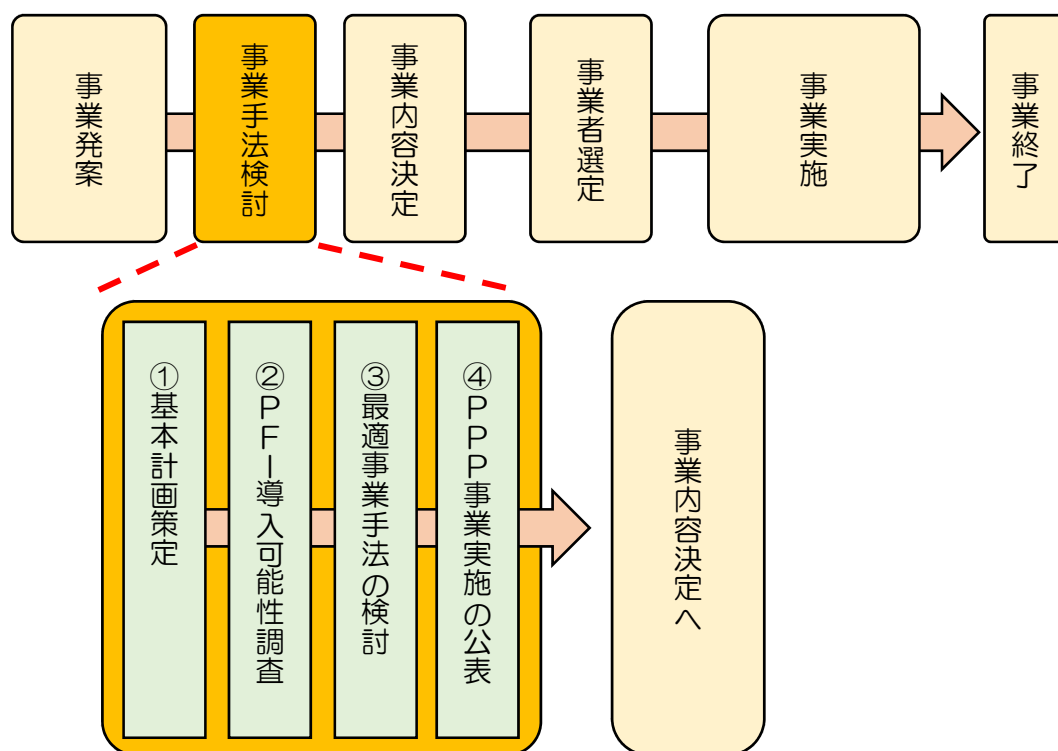 事業発案
事業手法検討
事業内容決定
事業者選定
事業実施
事業終了
①基本計画策定
②PFI導入可能性調査
③最適事業手法の検討
④PPP事業実施の公表
事業内容決定へ